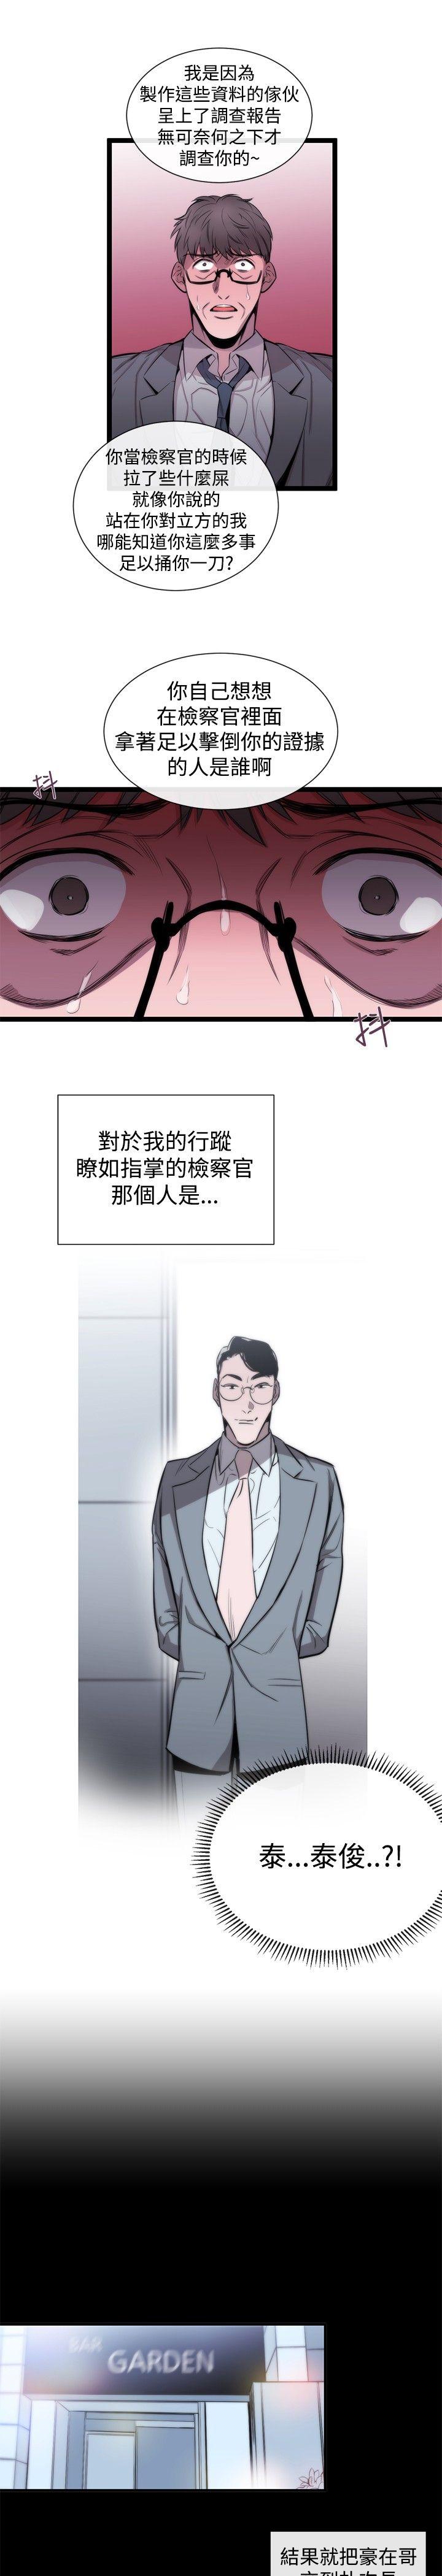 我是因為
製作這些資料的傢伙
呈上了調查報告
無可奈何之下才
調查你的~
你當檢察官的時候
拉了些什麼屎
就像你說的
站在你對立方的我
哪能知道你這麼多事
足以捅你一刀?
你自己想想
在檢察官裡面
拿著足以擊倒你的證據
的人是誰啊
抖
抖
對於我的行蹤
瞭如指掌的檢察官
那個人是...
泰...泰俊..?!
BAR
GARDEN
結果就把豪在哥